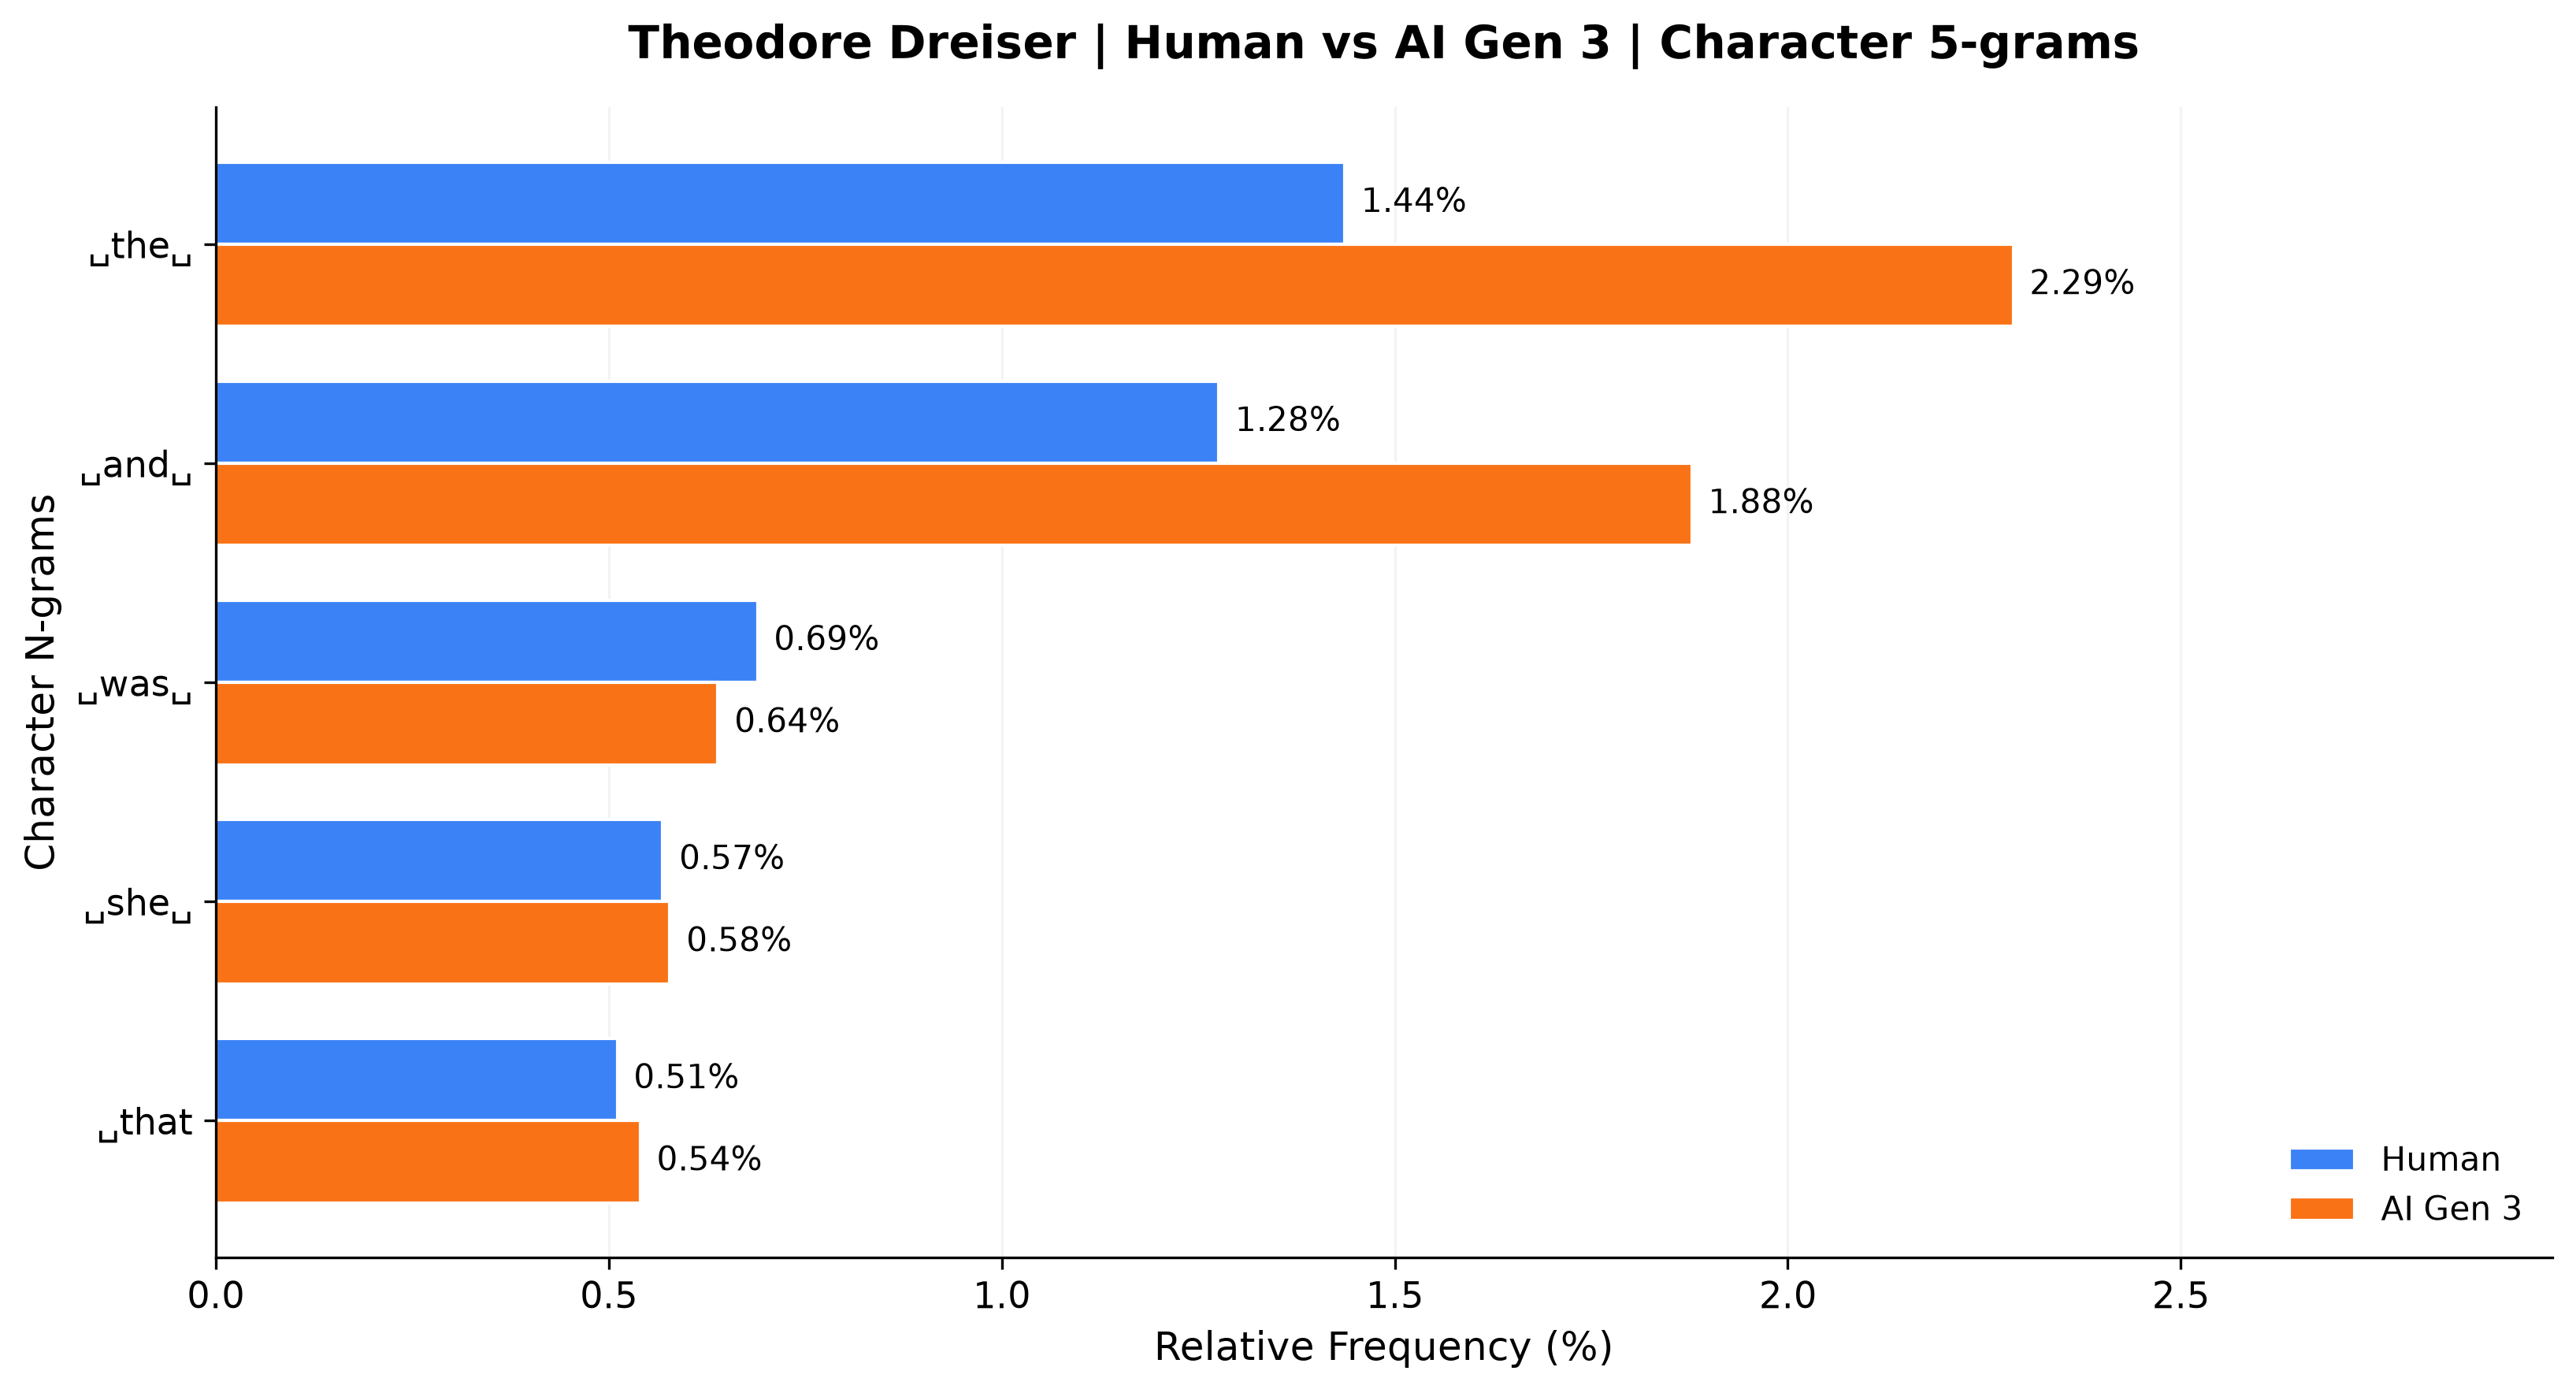 Theodore Dreiser | Human vs AI Gen 3 | Character 5-grams
Character N-grams
␣the␣
1.44%
2.29%
␣and␣
1.28%
1.88%
␣was␣
0.69%
0.64%
␣she␣
0.57%
0.58%
␣that
0.51%
0.54%
Human
AI Gen 3
0.0 0.5 1.0 1.5 2.0 2.5
Relative Frequency (%)